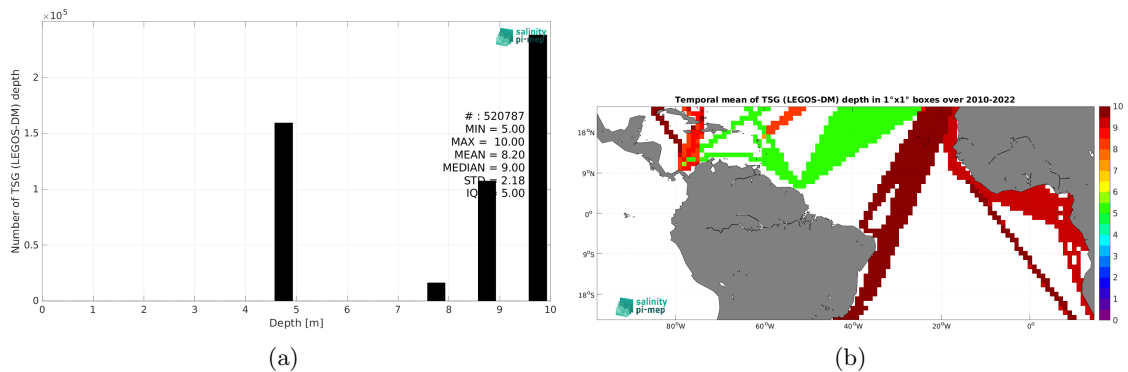 ×10⁵
salinity
pi-mep
2
1.5
1
0.5
0
Number of TSG (LEGOS-DM) depth
# : 520787
MIN = 5.00
MAX = 10.00
MEAN = 8.20
MEDIAN = 9.00
STD = 2.18
= 5.00
0 1 2 3 4 5 6 7 8 9 10
Depth [m]
(a)
Temporal mean of TSG (LEGOS-DM) depth in 1°x1° boxes over 2010-2022
18°N
9°N
0°
9°S
18°S
80°W 60°W 40°W 20°W 0°
10
9
8
7
6
5
4
3
2
1
0
salinity
pi-mep
(b)